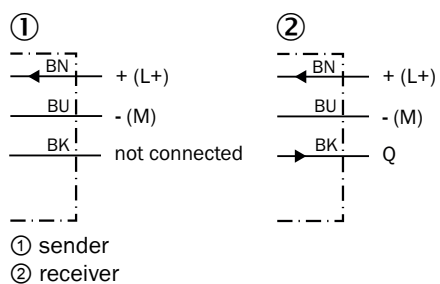 ① ②
BN + (L+) BN + (L+)
BU - (M) BU - (M)
BK not connected BK Q
① sender
② receiver